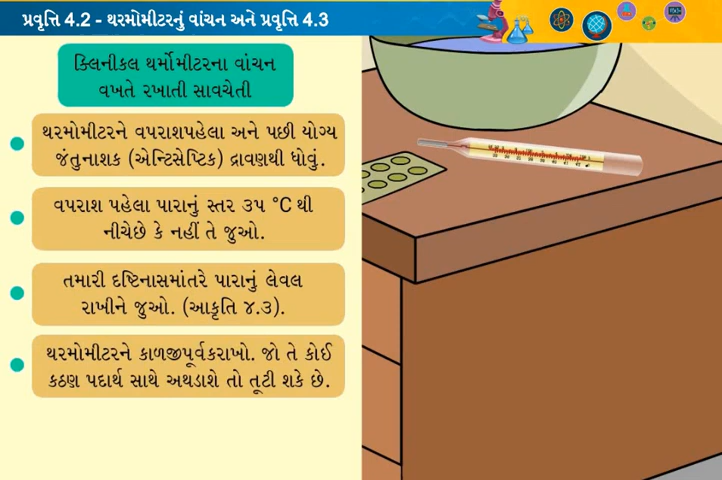 પ્રવૃત્તિ 4.2 - થરમોમીટરનું વાંચન અને પ્રવૃત્તિ 4.3
ક્લિનીકલ થર્મોમીટરના વાંચન
વખતે રખાતી સાવચેતી
થરમોમીટરને વપરાશપહેલા અને પછી યોગ્ય
જંતુનાશક (એન્ટિસેપ્ટિક) દ્રાવણથી ધોવું.
વપરાશ પહેલા પારાનું સ્તર ૩૫ °C થી
નીચેછે કે નહીં તે જુઓ.
તમારી દષ્ટિનાસમાંતરે પારાનું લેવલ
રાખીને જુઓ. (આકૃતિ ૪.૩).
થરમોમીટરને કાળજીપૂર્વકરાખો. જો તે કોઈ
કઠણ પદાર્થ સાથે અથડાશે તો તૂટી શકે છે.